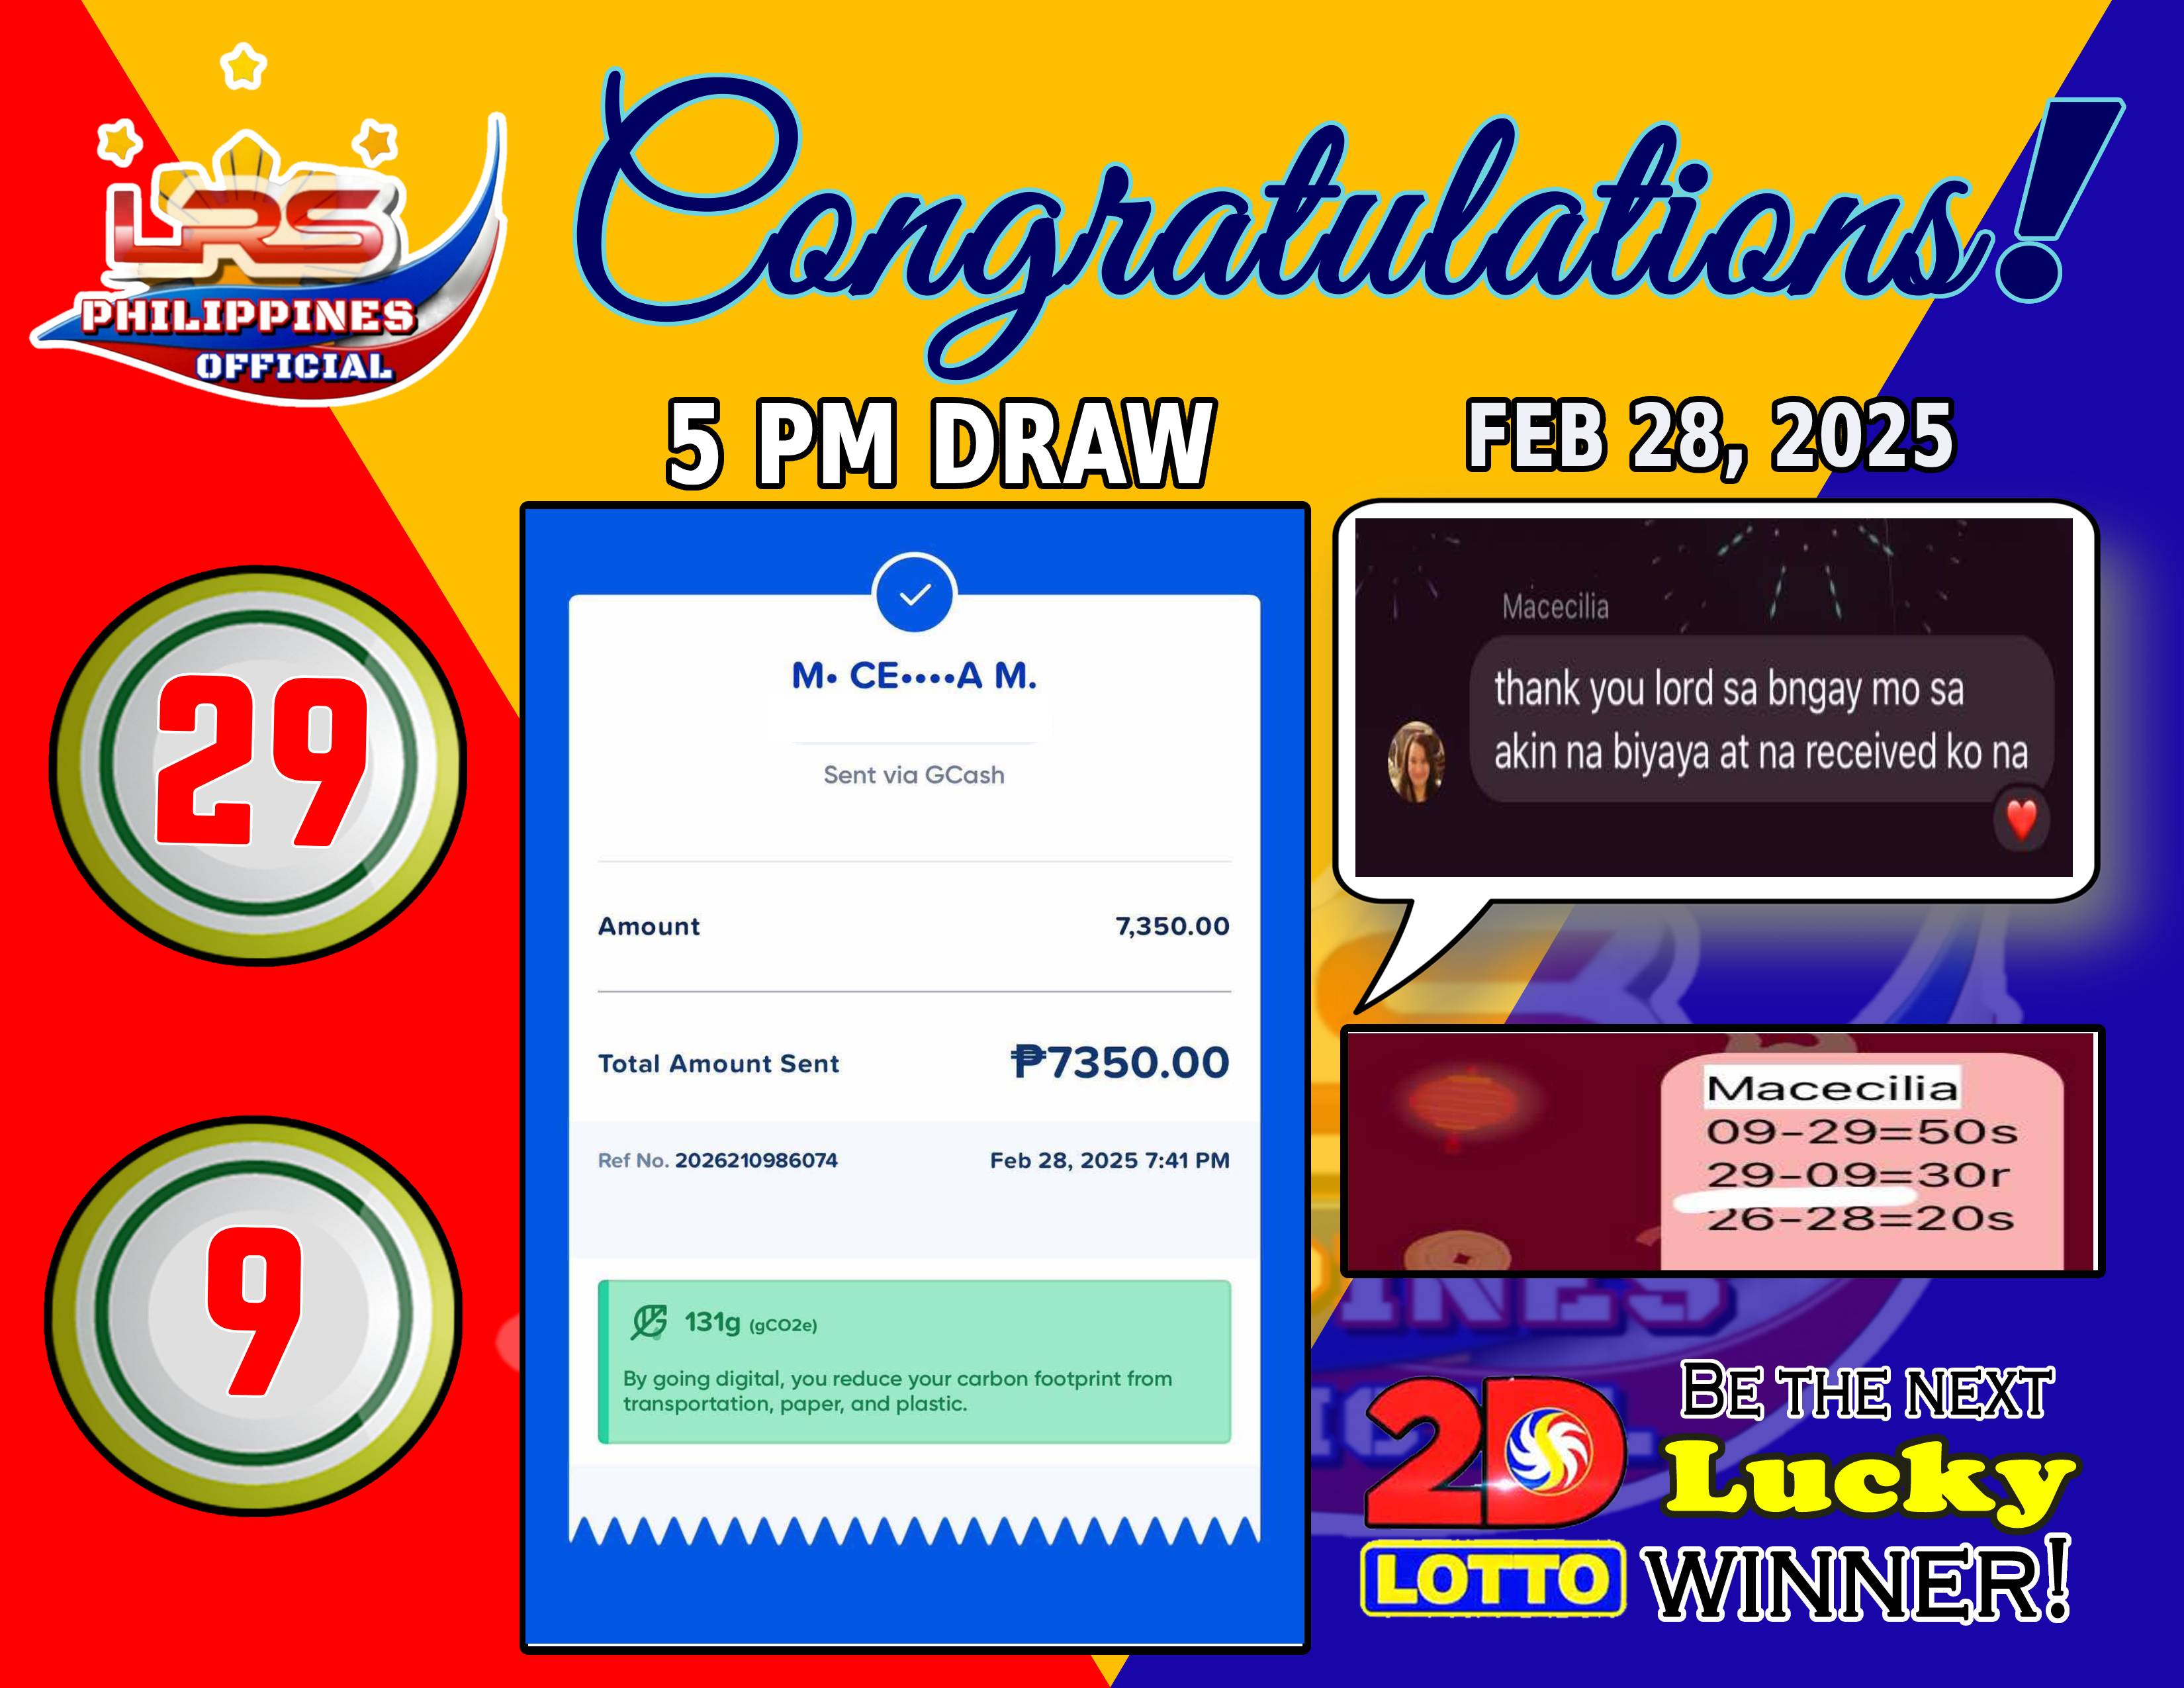 LRS
PHILIPPINES
OFFICIAL
Congratulations!
5 PM DRAW
FEB 28, 2025
29
9
M• CE••••A M.
Sent via GCash
Amount 7,350.00
Total Amount Sent ₱7350.00
Ref No. 2026210986074 Feb 28, 2025 7:41 PM
131g (gCO2e)
By going digital, you reduce your carbon footprint from
transportation, paper, and plastic.
Macecilia
thank you lord sa bngay mo sa
akin na biyaya at na received ko na
Macecilia
09-29=50s
29-09=30r
26-28=20s
2D
LOTTO
BE THE NEXT
Lucky
WINNER!